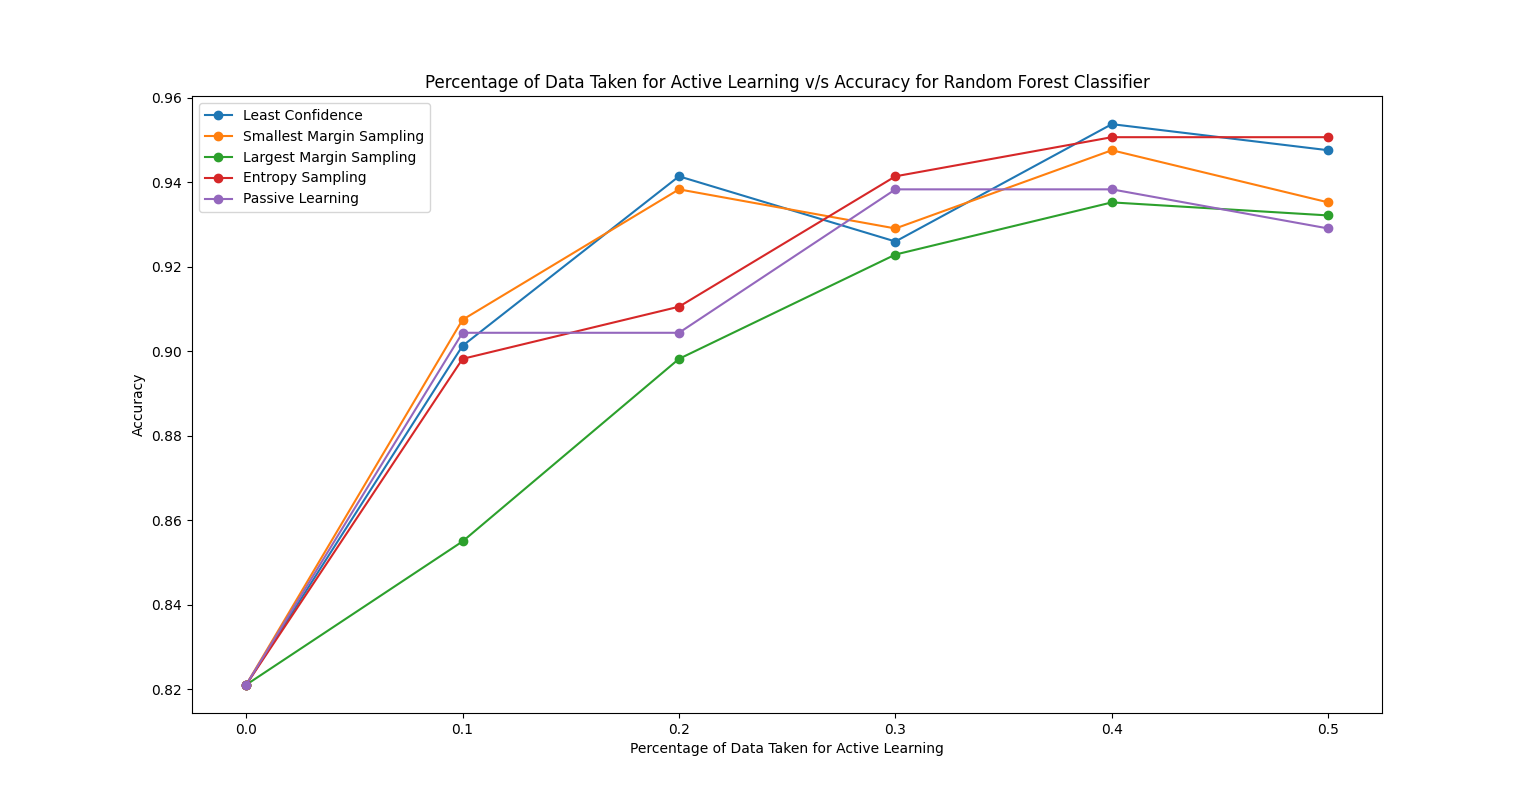 Percentage of Data Taken for Active Learning v/s Accuracy for Random Forest Classifier
Least Confidence
Smallest Margin Sampling
Largest Margin Sampling
Entropy Sampling
Passive Learning
0.96
0.94
0.92
0.90
0.88
0.86
0.84
0.82
Accuracy
0.0 0.1 0.2 0.3 0.4 0.5
Percentage of Data Taken for Active Learning